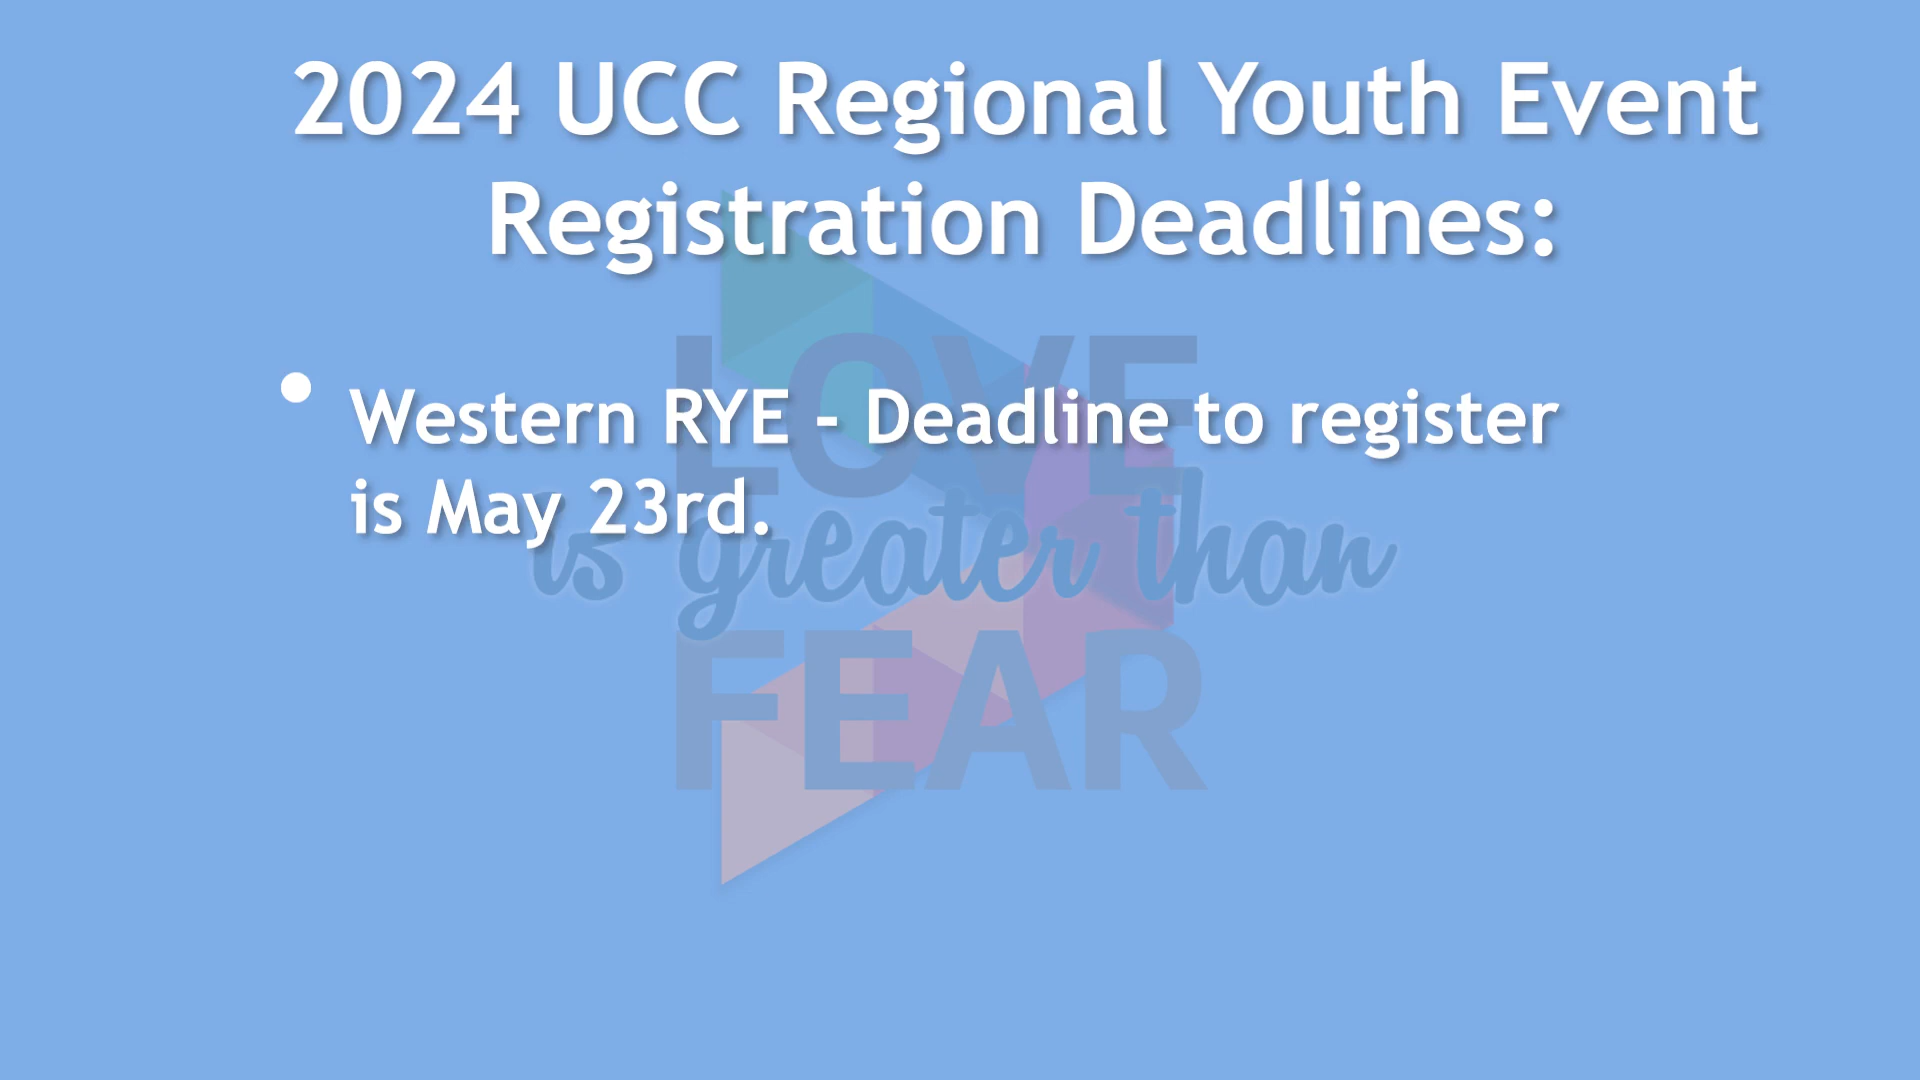 2024 UCC Regional Youth Event
Registration Deadlines:
• Western RYE - Deadline to register
is May 23rd.
LOVE
is greater than
FEAR